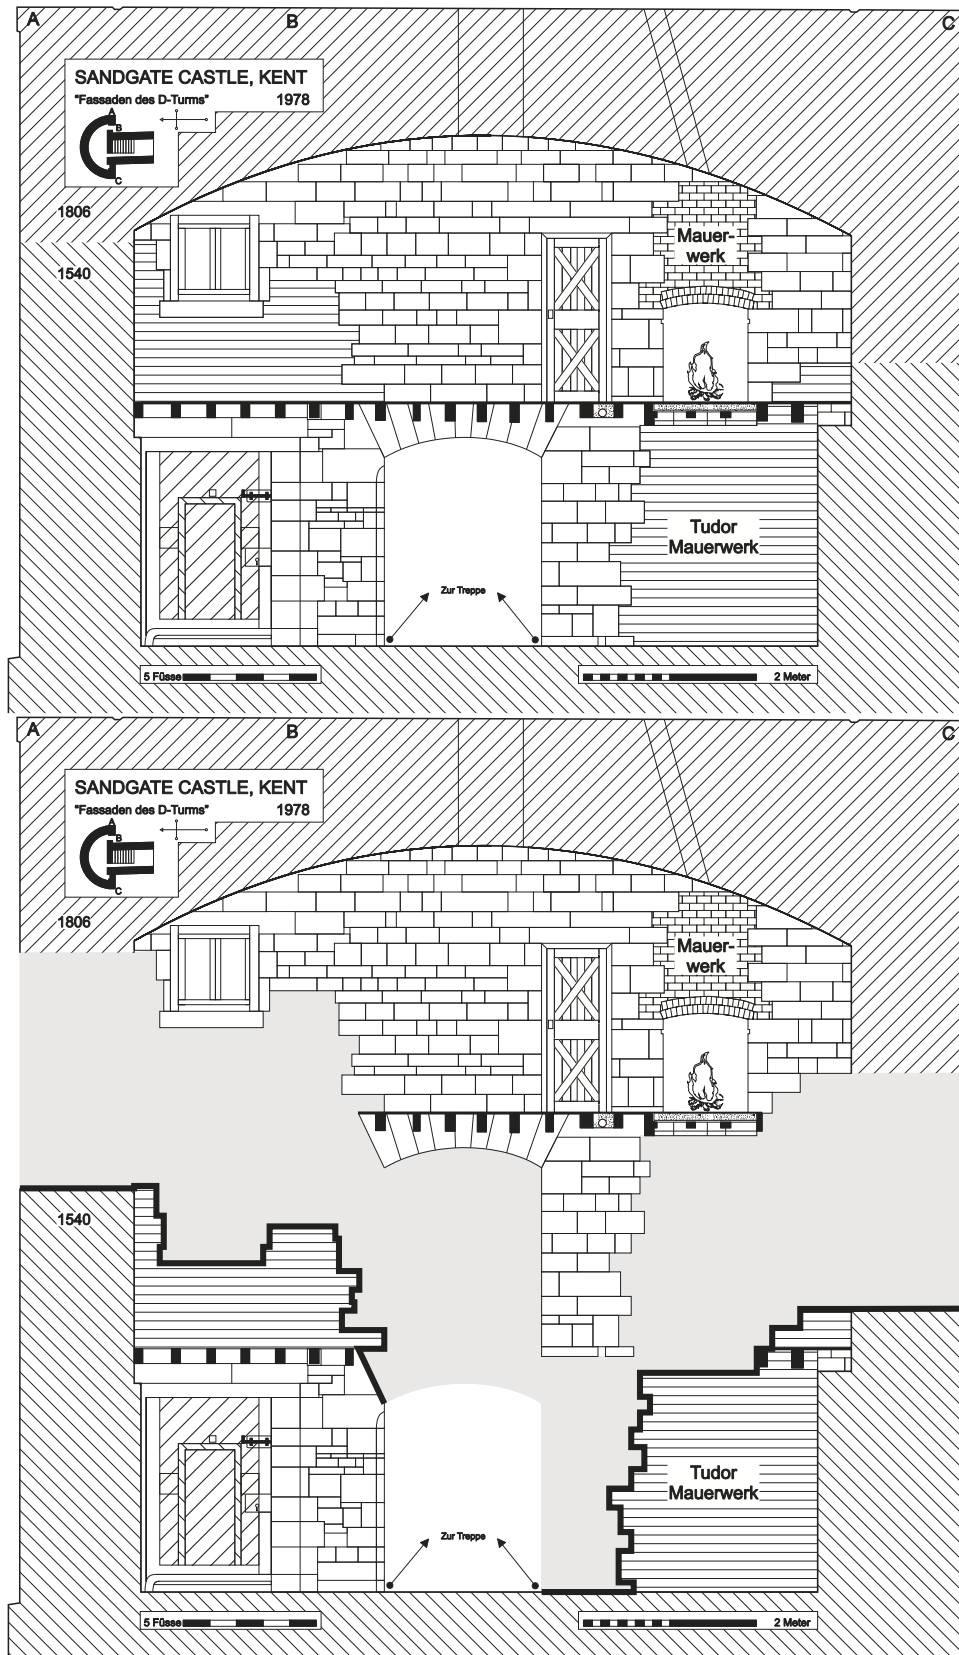 A
B
C
SANDGATE CASTLE, KENT
"Fassaden des D-Turms" 1978
A
B
C
1806
1540
Mauer-
werk
Tudor
Mauerwerk
Zur Treppe
5 Füsse
2 Meter
A
B
C
SANDGATE CASTLE, KENT
"Fassaden des D-Turms" 1978
A
B
C
1806
Mauer-
werk
1540
Tudor
Mauerwerk
Zur Treppe
5 Füsse
2 Meter